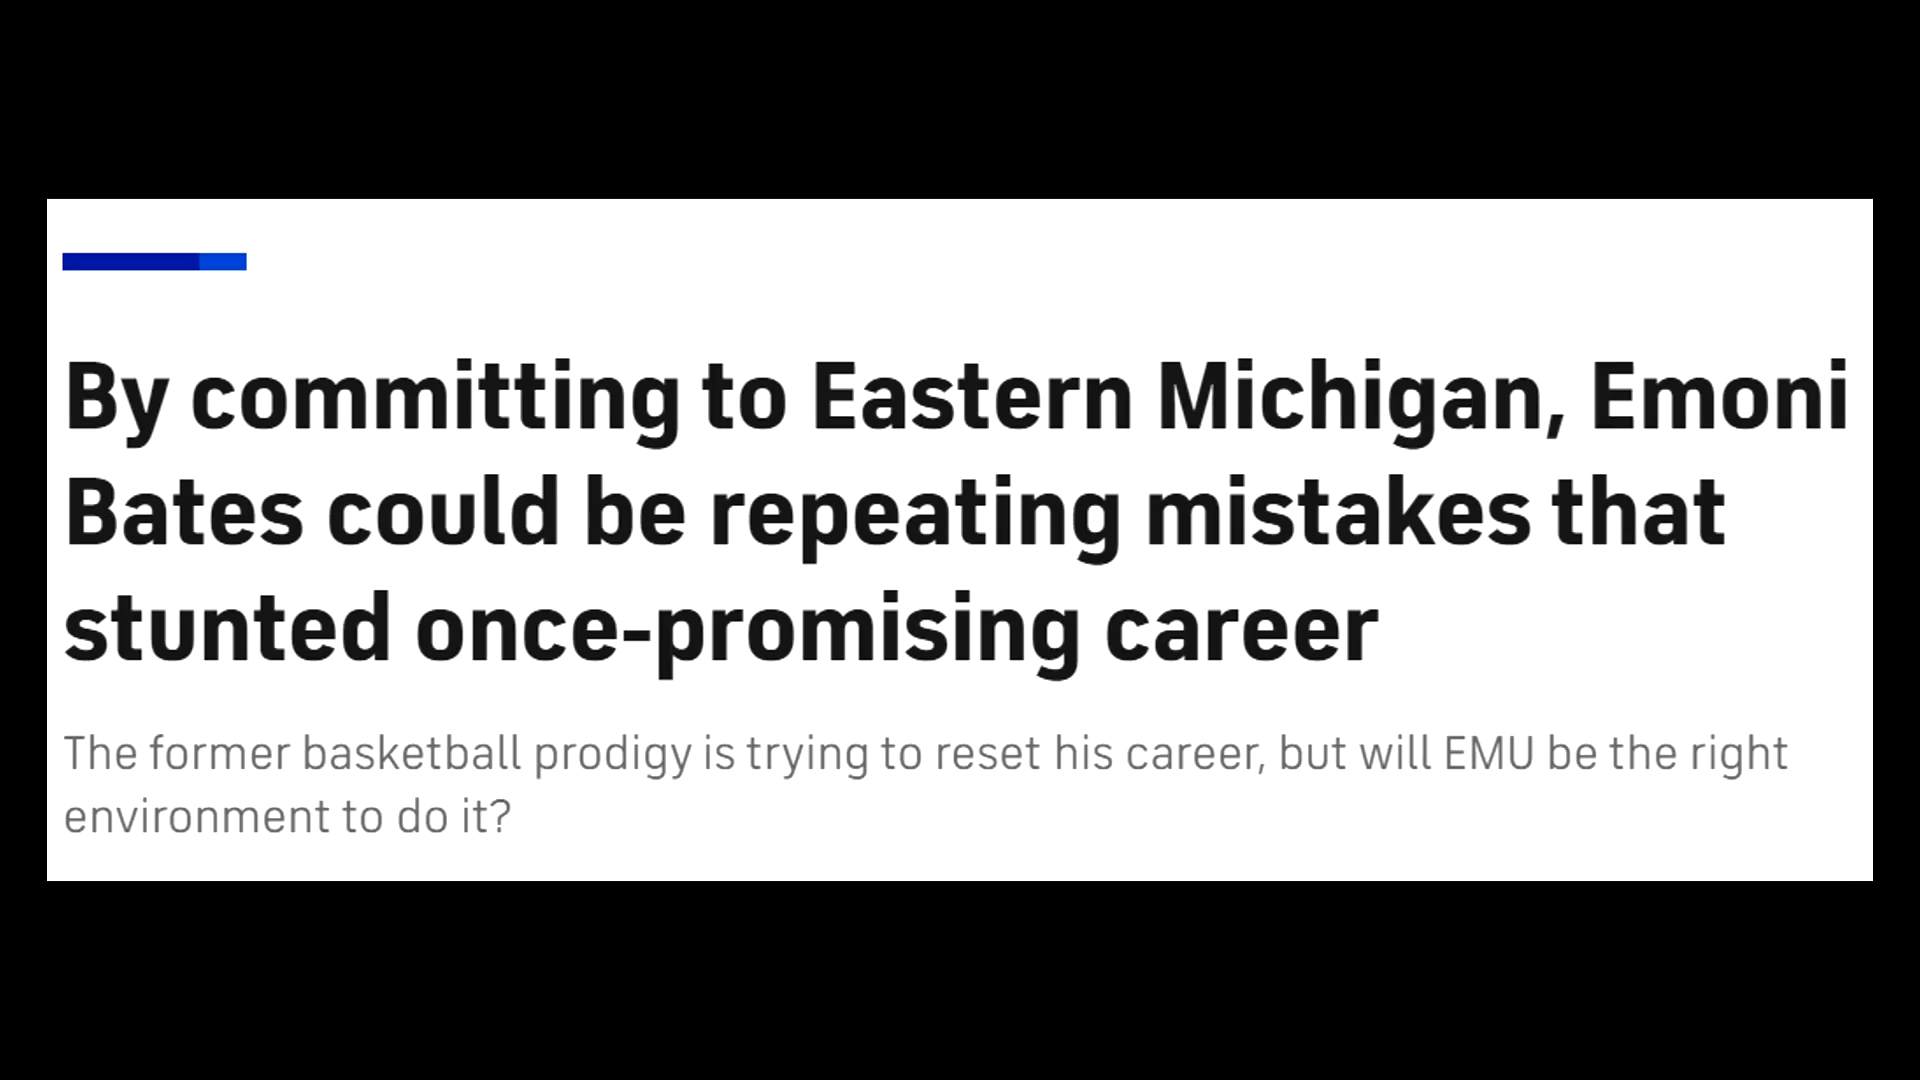 By committing to Eastern Michigan, Emoni
Bates could be repeating mistakes that
stunted once-promising career
The former basketball prodigy is trying to reset his career, but will EMU be the right
environment to do it?